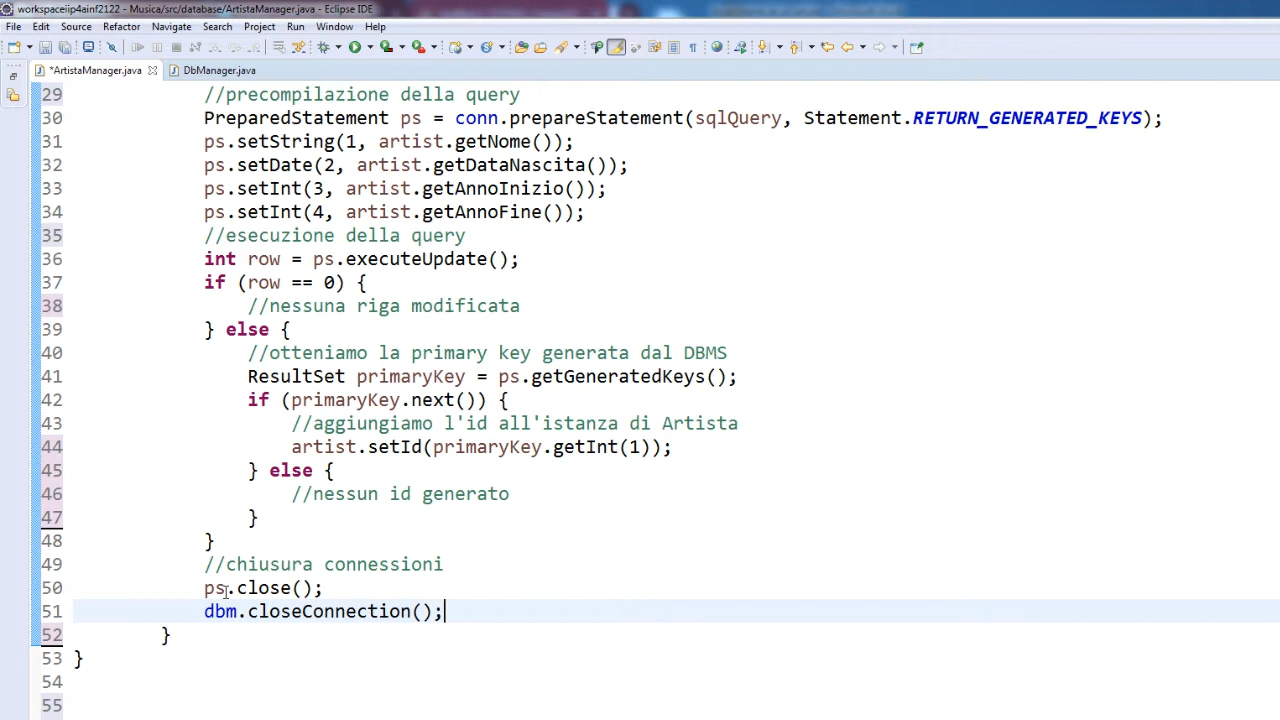 workspaceiip4ainf2122 - Musica/src/database/ArtistaManager.java - Eclipse IDE
File Edit Source Refactor Navigate Search Project Run Window Help
*ArtistaManager.java DbManager.java
29 //precompilazione della query
30 PreparedStatement ps = conn.prepareStatement(sqlQuery, Statement.RETURN_GENERATED_KEYS);
31 ps.setString(1, artist.getNome());
32 ps.setDate(2, artist.getDataNascita());
33 ps.setInt(3, artist.getAnnoInizio());
34 ps.setInt(4, artist.getAnnoFine());
35 //esecuzione della query
36 int row = ps.executeUpdate();
37 if (row == 0) {
38 //nessuna riga modificata
39 } else {
40 //otteniamo la primary key generata dal DBMS
41 ResultSet primaryKey = ps.getGeneratedKeys();
42 if (primaryKey.next()) {
43 //aggiungiamo l'id all'istanza di Artista
44 artist.setId(primaryKey.getInt(1));
45 } else {
46 //nessun id generato
47 }
48 }
49 //chiusura connessioni
50 ps.close();
51 dbm.closeConnection();
52 }
53 }
54
55